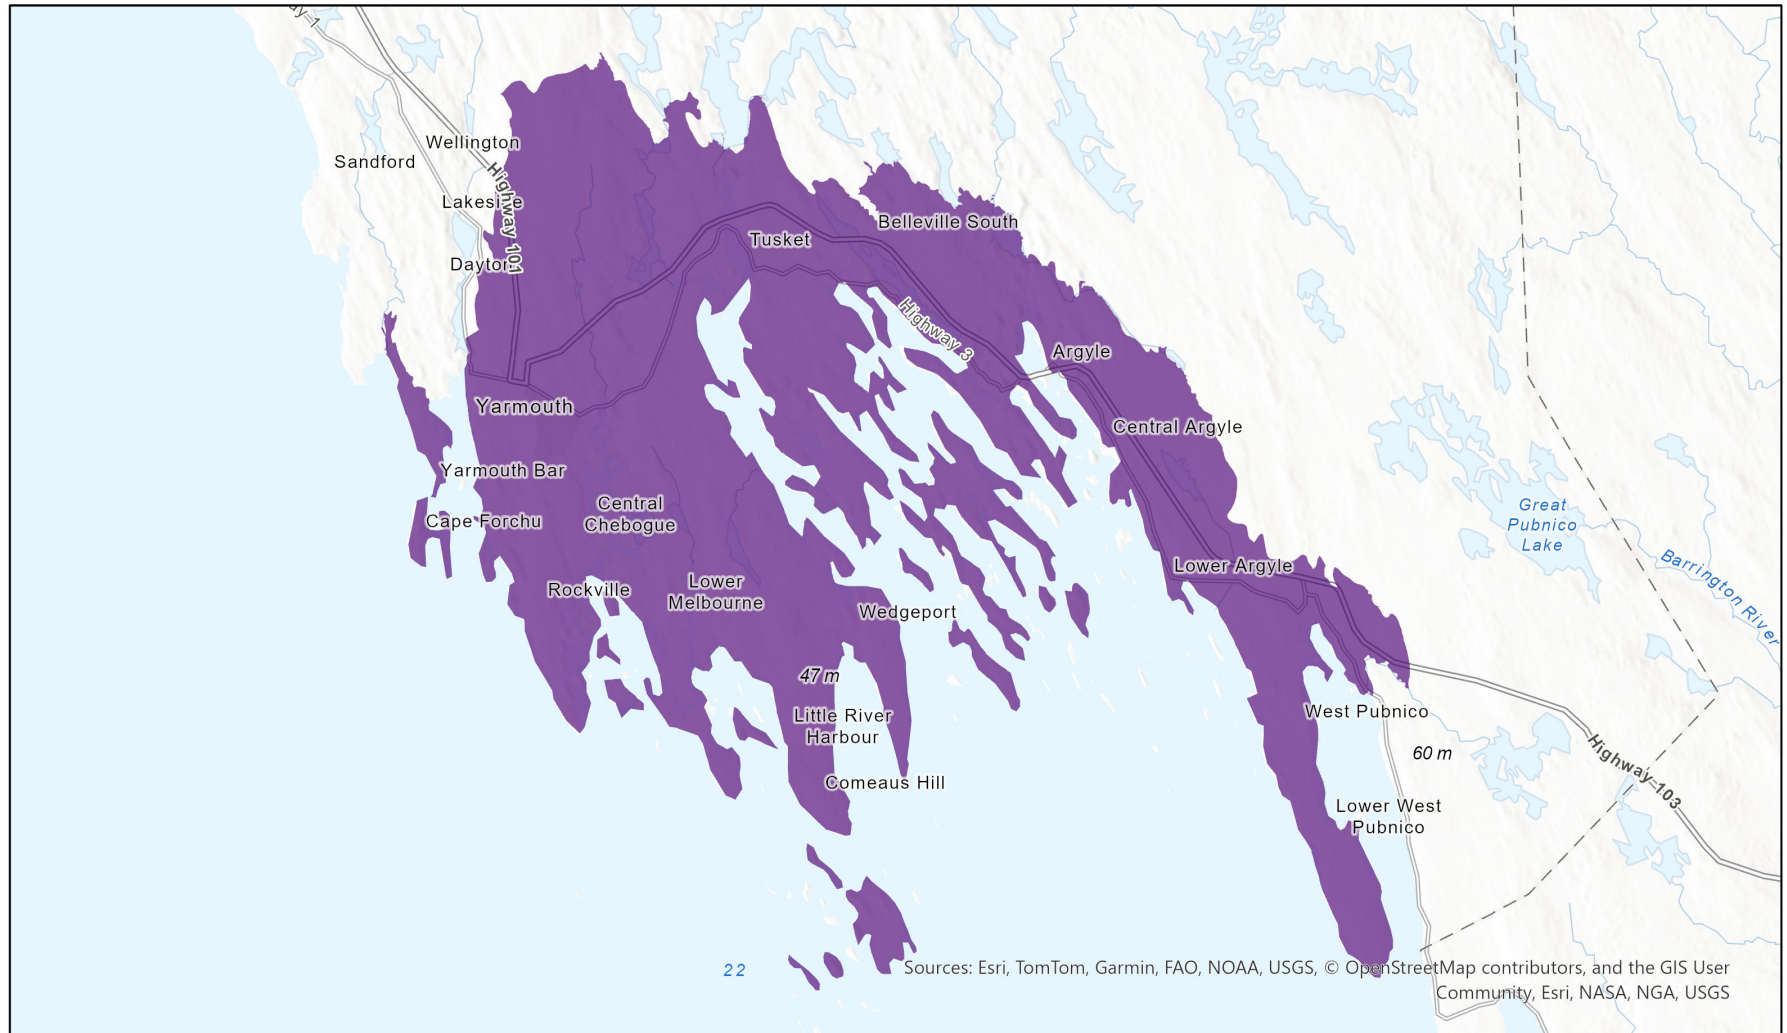 ay 1
Wellington
Sandford
Highway 101
Lakeside
Belleville South
Tusket
Dayton
Highway 3
Argyle
Yarmouth
Central Argyle
Yarmouth Bar
Central
Chebogue
Great
Pubnico
Lake
Cape Forchu
Barrington River
Lower Argyle
Rockville
Lower
Melbourne
Wedgeport
47 m
West Pubnico
Little River
Harbour
60 m
Highway 103
Comeaus Hill
Lower West
Pubnico
22
Sources: Esri, TomTom, Garmin, FAO, NOAA, USGS, © OpenStreetMap contributors, and the GIS User
Community, Esri, NASA, NGA, USGS